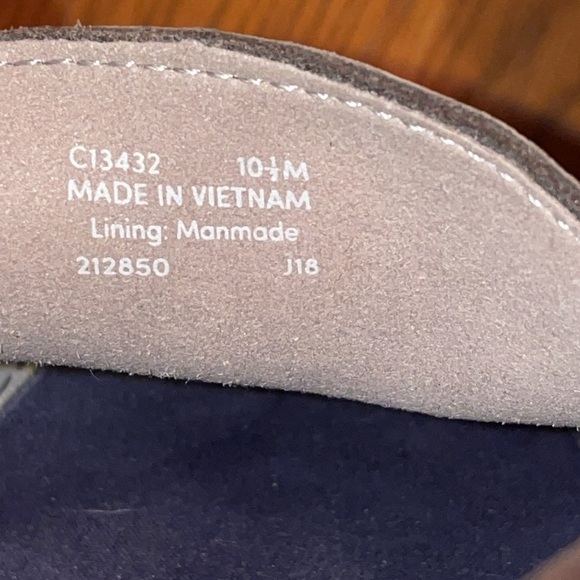 C13432 10½M
MADE IN VIETNAM
Lining: Manmade
212850 J18